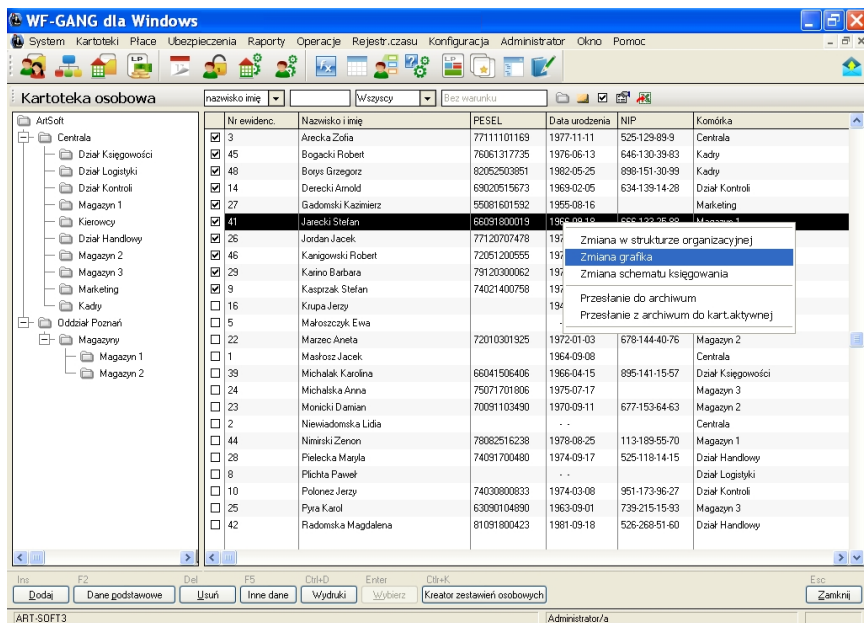 WF-GANG dla Windows
System Kartoteki Płace Ubezpieczenia Raporty Operacje Rejestr.czasu Konfiguracja Administrator Okno Pomoc
Kartoteka osobowa nazwisko imię Wszyscy Bez warunku
ArtSoft
Centrala
Dział Księgowości
Dział Logistyki
Dział Kontroli
Magazyn 1
Kierowcy
Dział Handlowy
Magazyn 2
Magazyn 3
Marketing
Kadry
Oddział Poznań
Magazyny
Magazyn 1
Magazyn 2
Nr ewidenc. Nazwisko i imię PESEL Data urodzenia NIP Komórka
3 Arecka Zofia 77111101169 1977-11-11 525-129-89-9 Centrala
45 Bogacki Robert 76061317735 1976-06-13 646-130-39-83 Kadry
48 Borys Grzegorz 82052503851 1982-05-25 898-151-30-99 Kadry
14 Derecki Arnold 69020515673 1969-02-05 634-139-14-28 Dział Kontroli
27 Gadomski Kazimierz 55081601592 1955-08-16 Marketing
41 Jarecki Stefan 66091800019 1966-09-18 666-133-25-88 Magazyn 1
26 Jordan Jacek 77120707478 197
46 Kanigowski Robert 72051200555 197
29 Karino Barbara 79120300062 197
9 Kasprzak Stefan 74021400758 197
16 Krupa Jerzy 194
5 Małoszczyk Ewa -
22 Marzec Aneta 72010301925 1972-01-03 678-144-40-76 Magazyn 2
1 Masłosz Jacek 1964-09-08 Centrala
39 Michalak Karolina 66041506406 1966-04-15 895-141-15-57 Dział Księgowości
24 Michalska Anna 75071701806 1975-07-17 Magazyn 3
23 Monicki Damian 70091103490 1970-09-11 677-153-64-63 Magazyn 2
2 Niewiadomska Lidia - - Centrala
44 Nimirski Zenon 78082516238 1978-08-25 113-189-55-70 Magazyn 1
28 Pielecka Maryla 74091700480 1974-09-17 525-118-14-15 Dział Handlowy
8 Plichta Paweł - - Dział Logistyki
10 Polonez Jerzy 74030800833 1974-03-08 951-173-96-27 Dział Kontroli
25 Pyra Karol 63090104890 1963-09-01 739-215-15-93 Magazyn 3
42 Radomska Magdalena 81091800423 1981-09-18 526-268-51-60 Dział Handlowy
Zmiana w strukturze organizacyjnej
Zmiana grafika
Zmiana schematu księgowania
Przesłanie do archiwum
Przesłanie z archiwum do kart.aktywnej
Ins F2 Del F5 Ctrl+D Enter Ctlr+K Esc
Dodaj Dane podstawowe Usuń Inne dane Wydruki Wybierz Kreator zestawień osobowych Zamknij
ART-SOFT3 Administrator/a